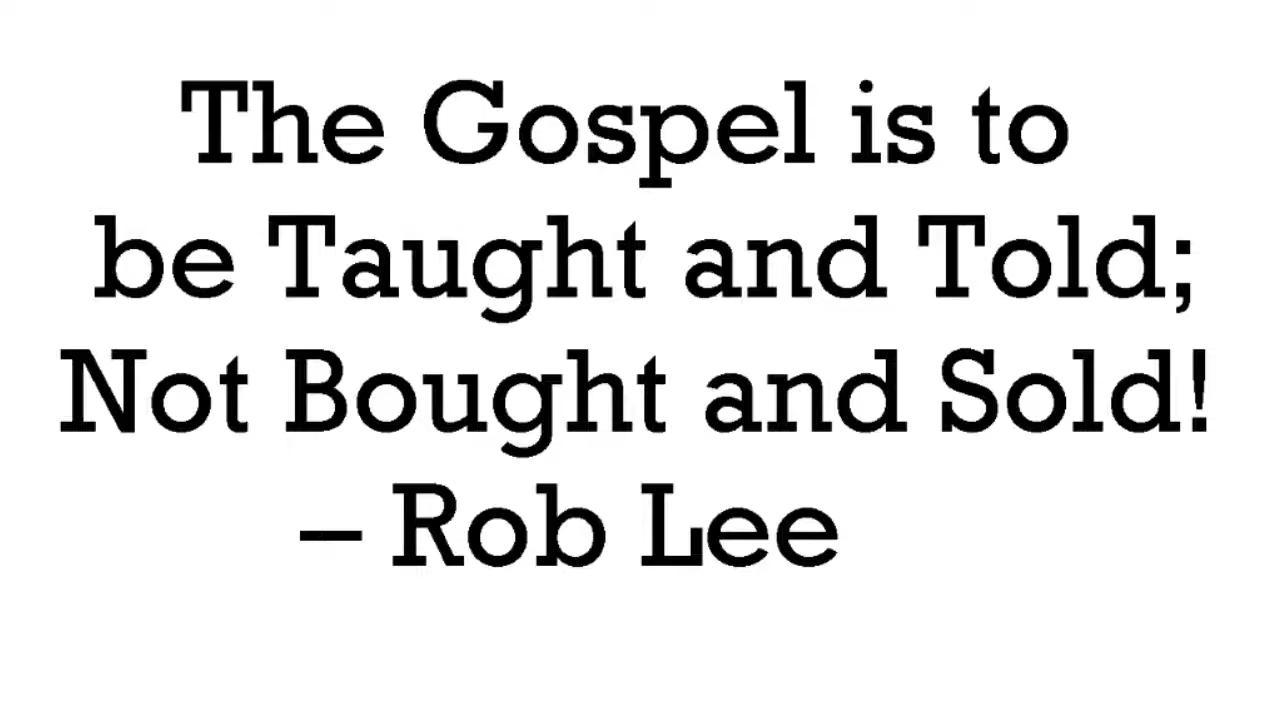 The Gospel is to
be Taught and Told;
Not Bought and Sold!
– Rob Lee